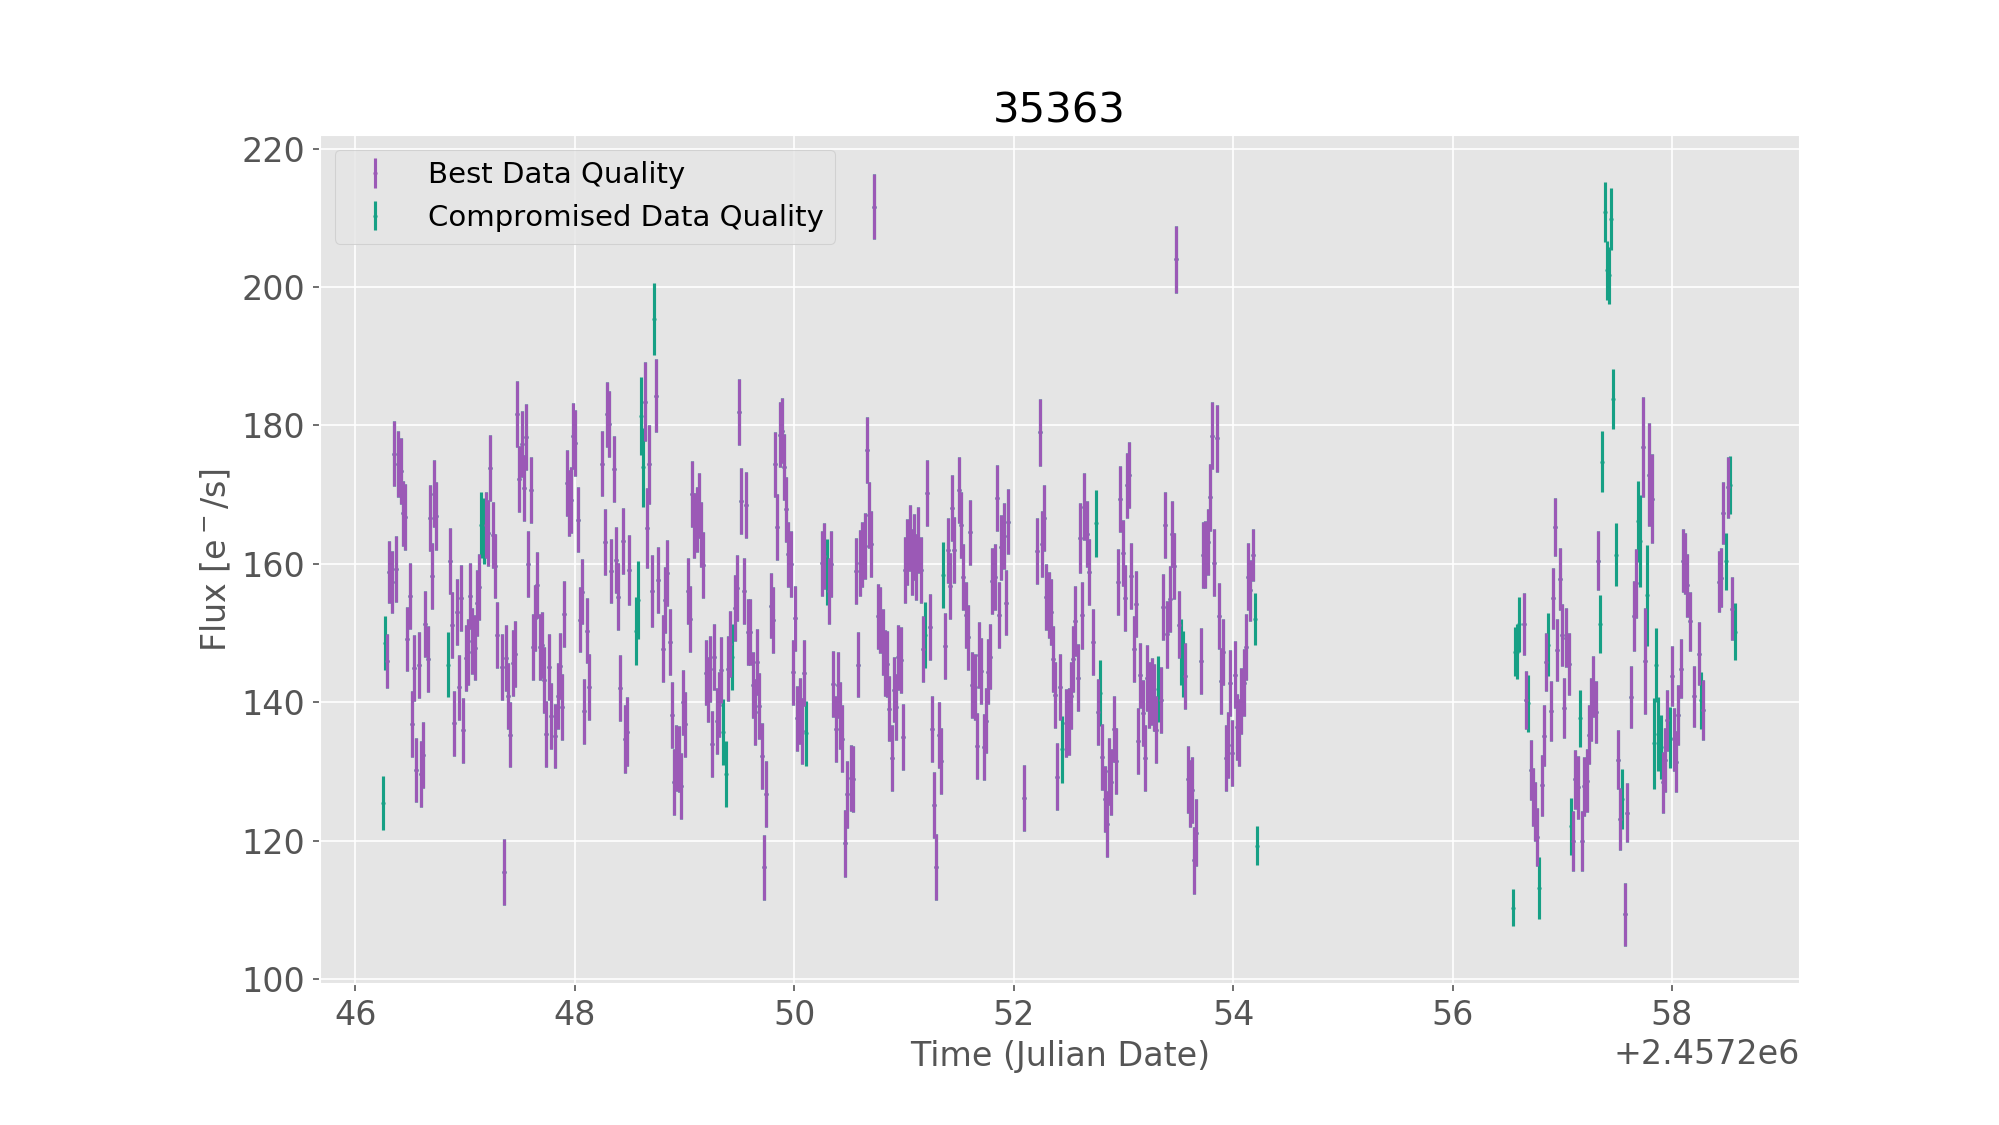 35363
Best Data Quality
Compromised Data Quality
220
200
180
160
140
120
100
Flux [e⁻/s]
46 48 50 52 54 56 58
Time (Julian Date)
+2.4572e6